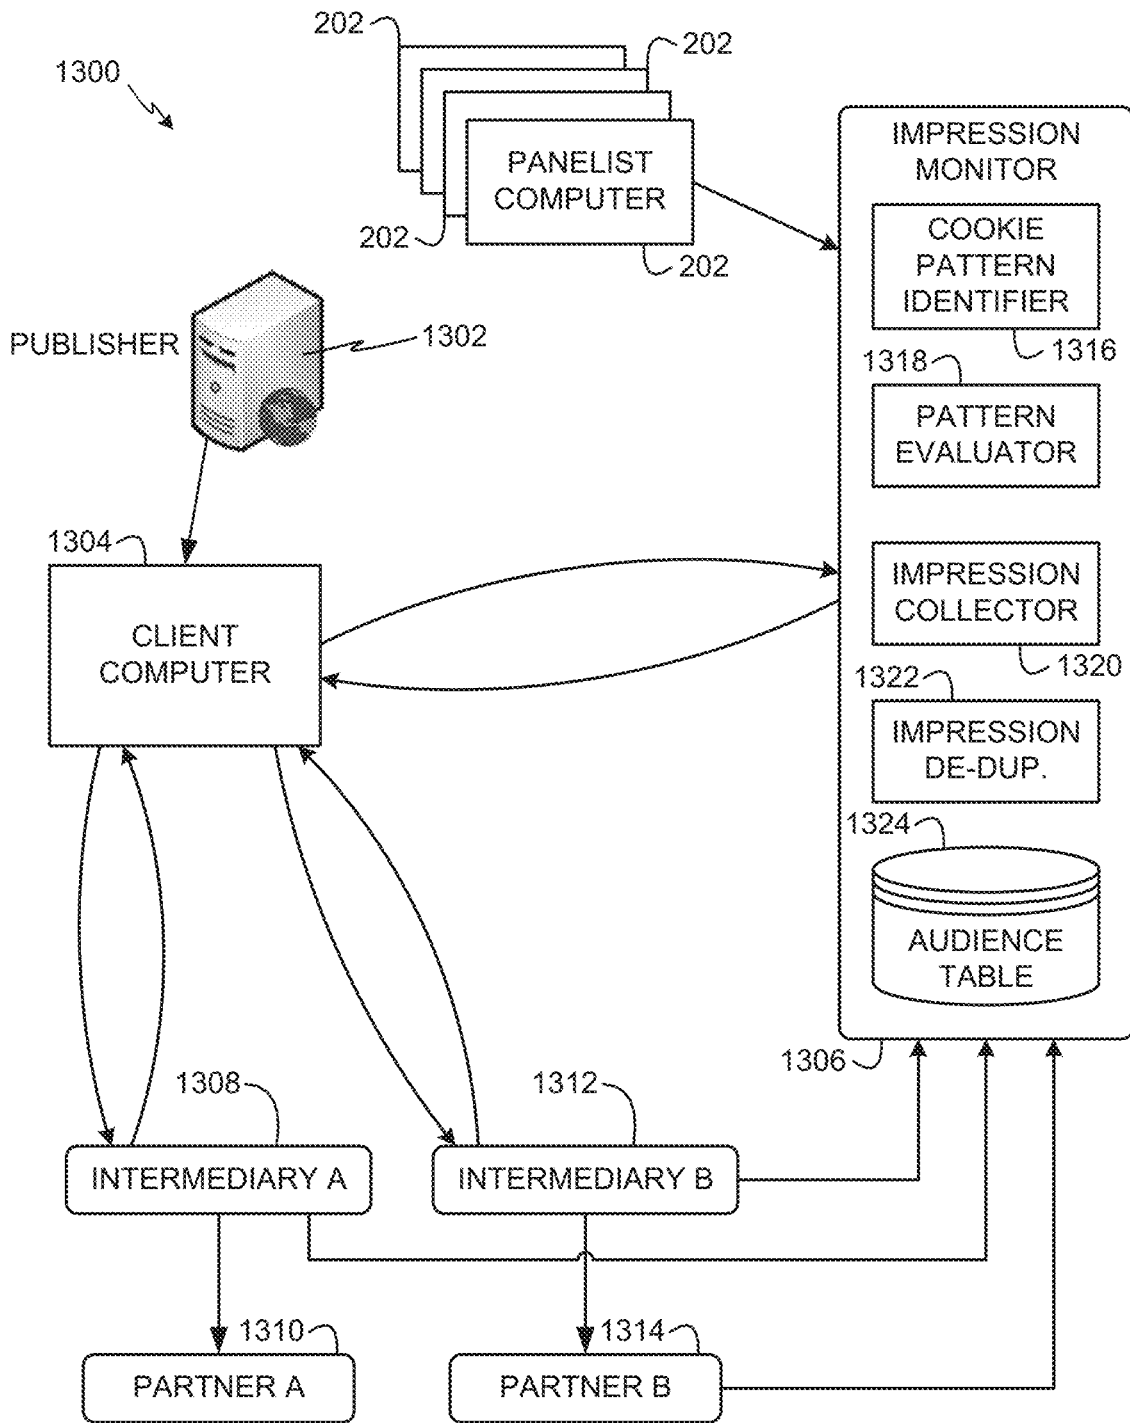 202
202
1300
PANELIST
COMPUTER
202
202
IMPRESSION
MONITOR
COOKIE
PATTERN
IDENTIFIER
1316
PUBLISHER
1302
1318
PATTERN
EVALUATOR
1304
CLIENT
COMPUTER
IMPRESSION
COLLECTOR
1320
1322
IMPRESSION
DE-DUP.
1324
AUDIENCE
TABLE
1306
1308
INTERMEDIARY A
1312
INTERMEDIARY B
1310
PARTNER A
1314
PARTNER B